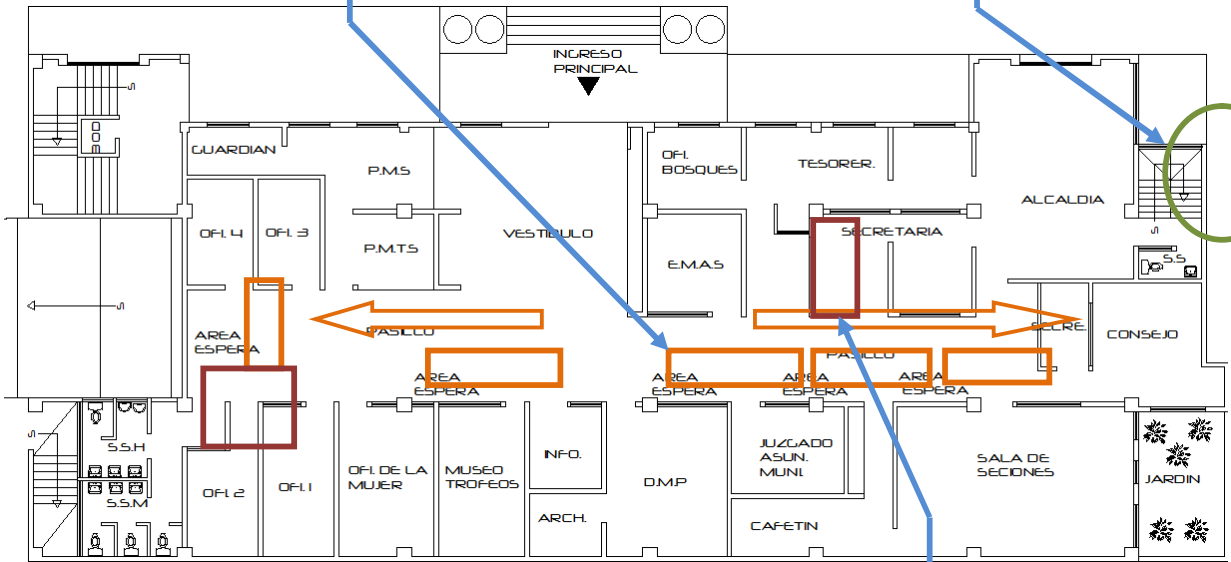 INGRESO
PRINCIPAL
S
BOD
GUARDIAN
P.M.S
OFI.
BOSQUES
TESORER.
ALCALDIA
OFI. 4
OFI. 3
P.M.T.S
VESTIBULO
E.M.A.S
SECRETARIA
S
S.S
S
AREA
ESPERA
PASILLO
PASILLO
SECRE.
CONSEJO
AREA
ESPERA
AREA
ESPERA
AREA
ESPERA
AREA
ESPERA
S
S.S.H
S.S.M
OFI. 2
OFI. 1
OFI. DE LA
MUJER
MUSEO
TROFEOS
INFO.
ARCH.
D.M.P
JUZGADO
ASUN.
MUNI.
CAFETIN
SALA DE
SECIONES
JARDIN